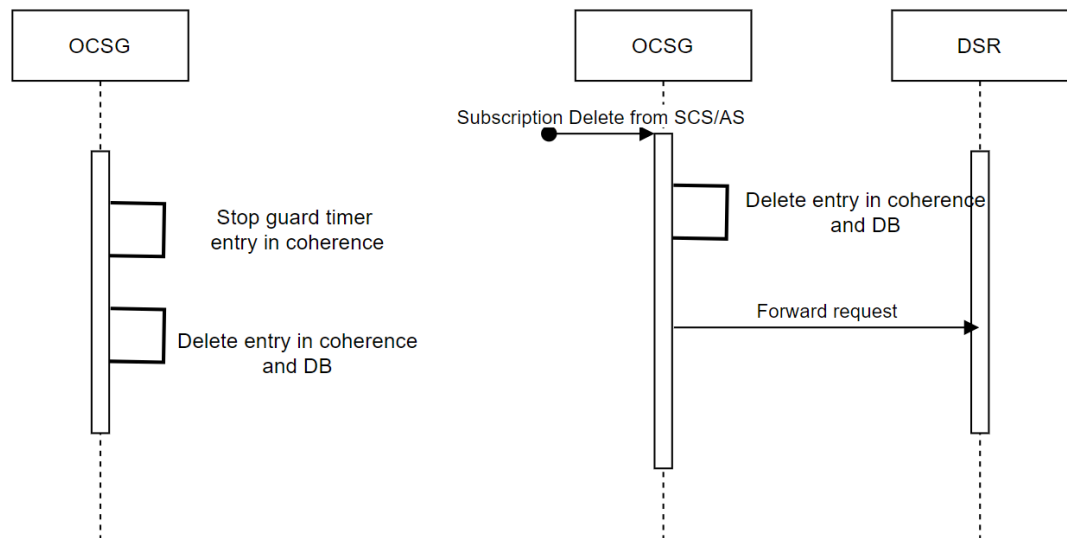 OCSG
OCSG
DSR
Subscription Delete from SCS/AS
Stop guard timer
entry in coherence
Delete entry in coherence
and DB
Delete entry in coherence
and DB
Forward request